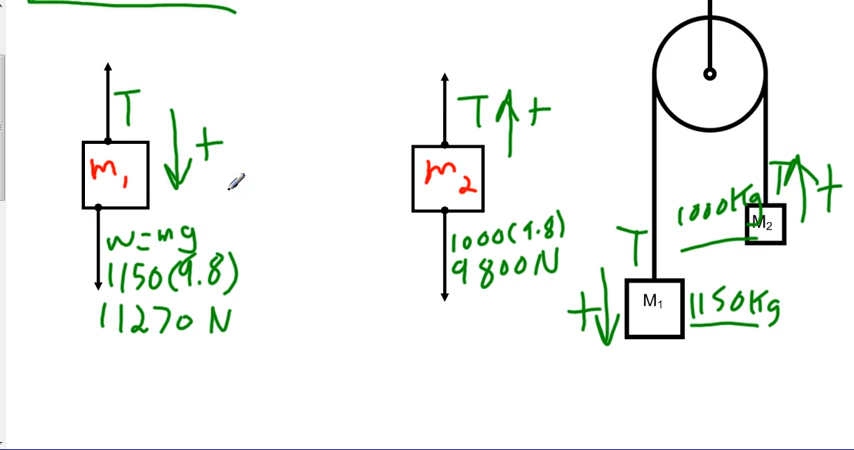 T
+
m1
w=mg
1150(9.8)
11270 N
T +
m2
1000(9.8)
9800N
T +
1000Kg
M2
T
+
M1
1150Kg